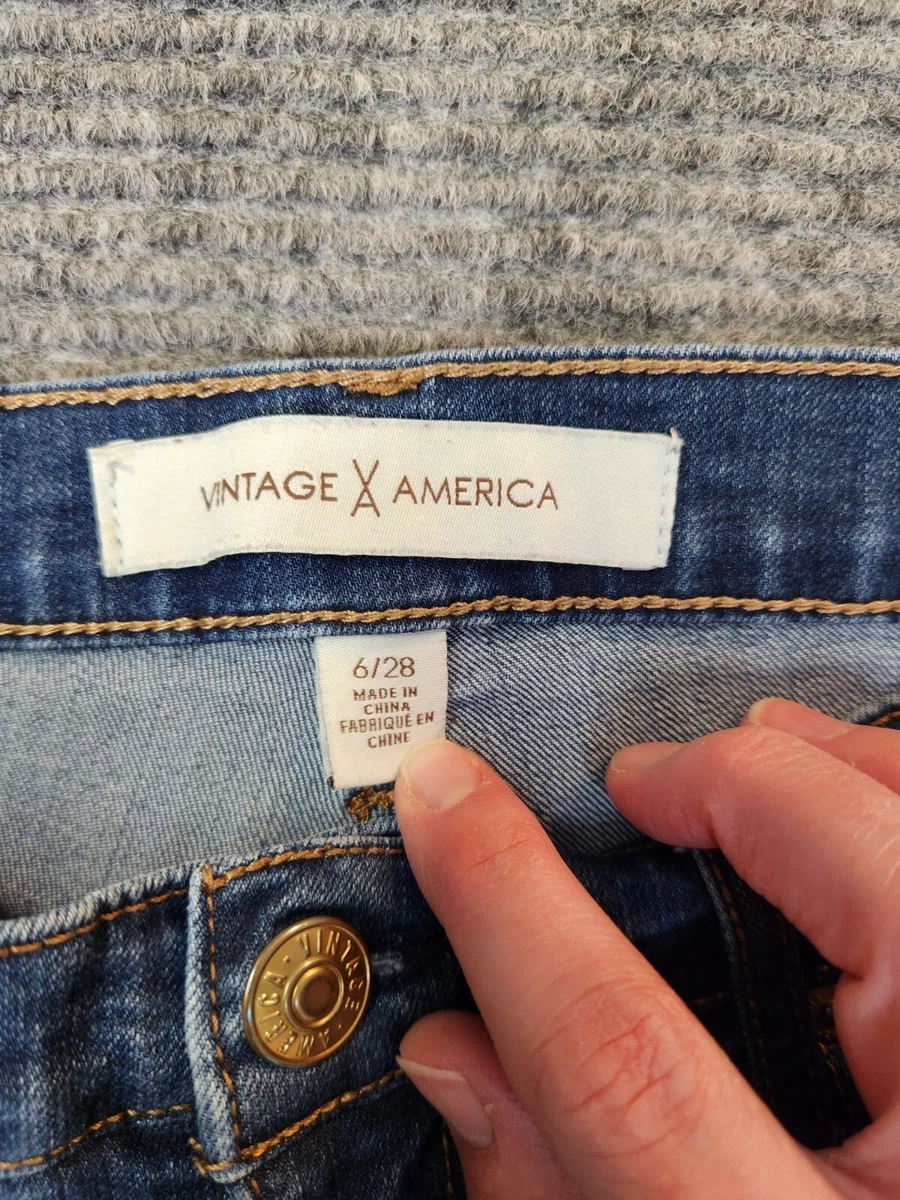 VINTAGE VA AMERICA
6/28
MADE IN
CHINA
FABRIQUÉ EN
CHINE
VINTAGE · AMERICA ·